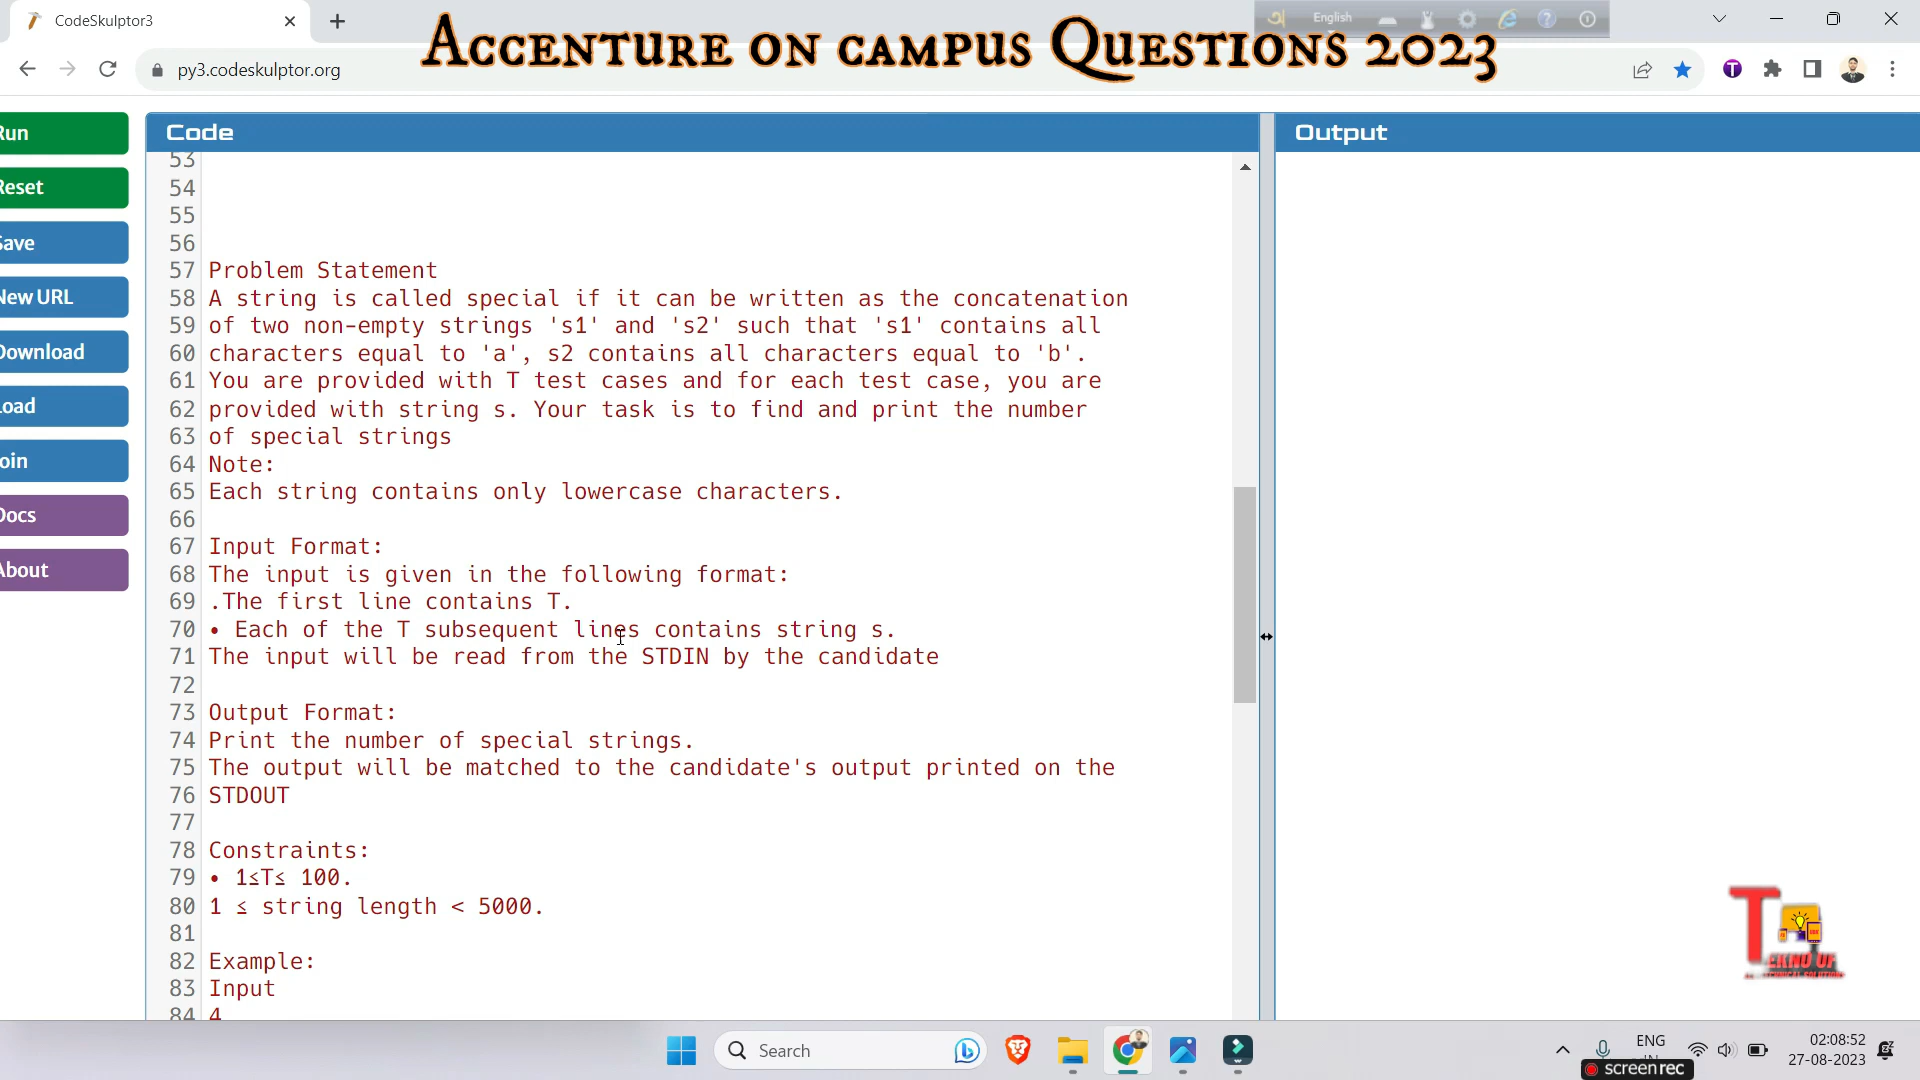 CodeSkulptor3
English
ACCENTURE ON CAMPUS QUESTIONS 2023
py3.codeskulptor.org
Run
Code
Output
Reset
Save
New URL
Download
Load
Join
Docs
About
53
54
55
56
57 Problem Statement
58 A string is called special if it can be written as the concatenation
59 of two non-empty strings 's1' and 's2' such that 's1' contains all
60 characters equal to 'a', s2 contains all characters equal to 'b'.
61 You are provided with T test cases and for each test case, you are
62 provided with string s. Your task is to find and print the number
63 of special strings
64 Note:
65 Each string contains only lowercase characters.
66
67 Input Format:
68 The input is given in the following format:
69 .The first line contains T.
70 • Each of the T subsequent lines contains string s.
71 The input will be read from the STDIN by the candidate
72
73 Output Format:
74 Print the number of special strings.
75 The output will be matched to the candidate's output printed on the
76 STDOUT
77
78 Constraints:
79 • 1≤T≤ 100.
80 1 ≤ string length < 5000.
81
82 Example:
83 Input
84 4
Search
ENG
02:08:52
27-08-2023
screenrec